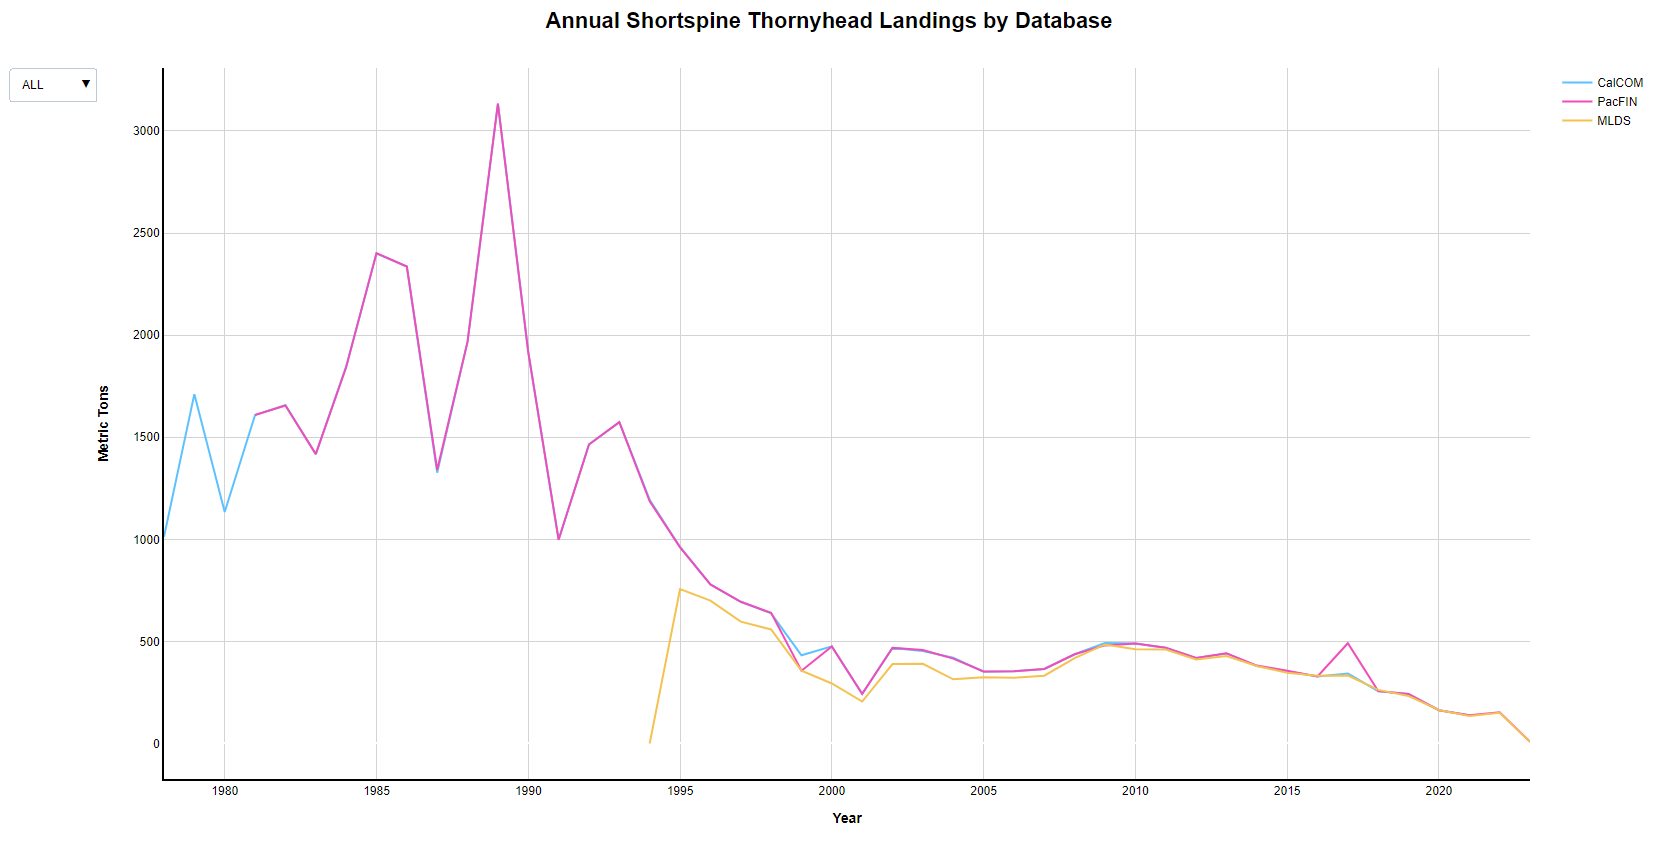 Annual Shortspine Thornyhead Landings by Database
ALL ▼
CalCOM
PacFIN
MLDS
3000
2500
2000
1500
1000
500
0
Metric Tons
1980 1985 1990 1995 2000 2005 2010 2015 2020
Year